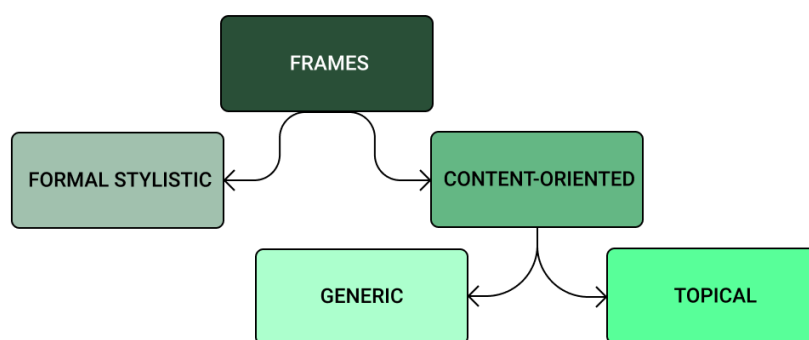 FRAMES
FORMAL STYLISTIC
CONTENT-ORIENTED
GENERIC
TOPICAL